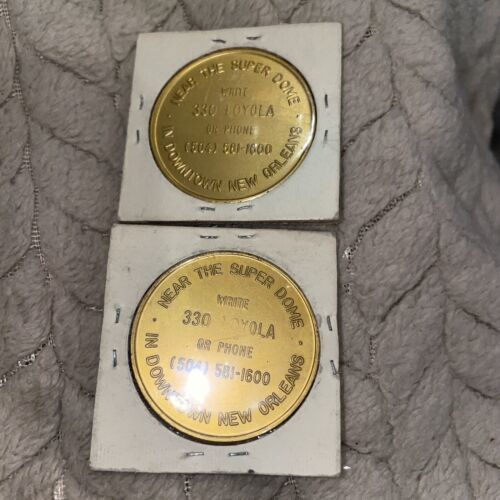 NEAR THE SUPER DOME
WRITE
330 LOYOLA
OR PHONE
(504) 581-1600
IN DOWNTOWN NEW ORLEANS
NEAR THE SUPER DOME
WRITE
330 LOYOLA
OR PHONE
(504) 581-1600
IN DOWNTOWN NEW ORLEANS